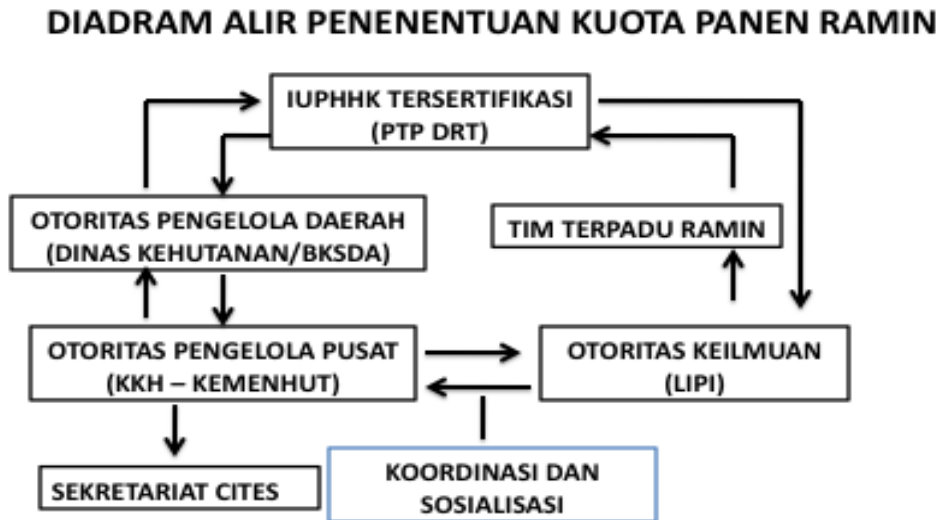 DIADRAM ALIR PENENENTUAN KUOTA PANEN RAMIN
IUPHHK TERSERTIFIKASI
(PTP DRT)
OTORITAS PENGELOLA DAERAH
(DINAS KEHUTANAN/BKSDA)
TIM TERPADU RAMIN
OTORITAS PENGELOLA PUSAT
(KKH – KEMENHUT)
OTORITAS KEILMUAN
(LIPI)
SEKRETARIAT CITES
KOORDINASI DAN
SOSIALISASI